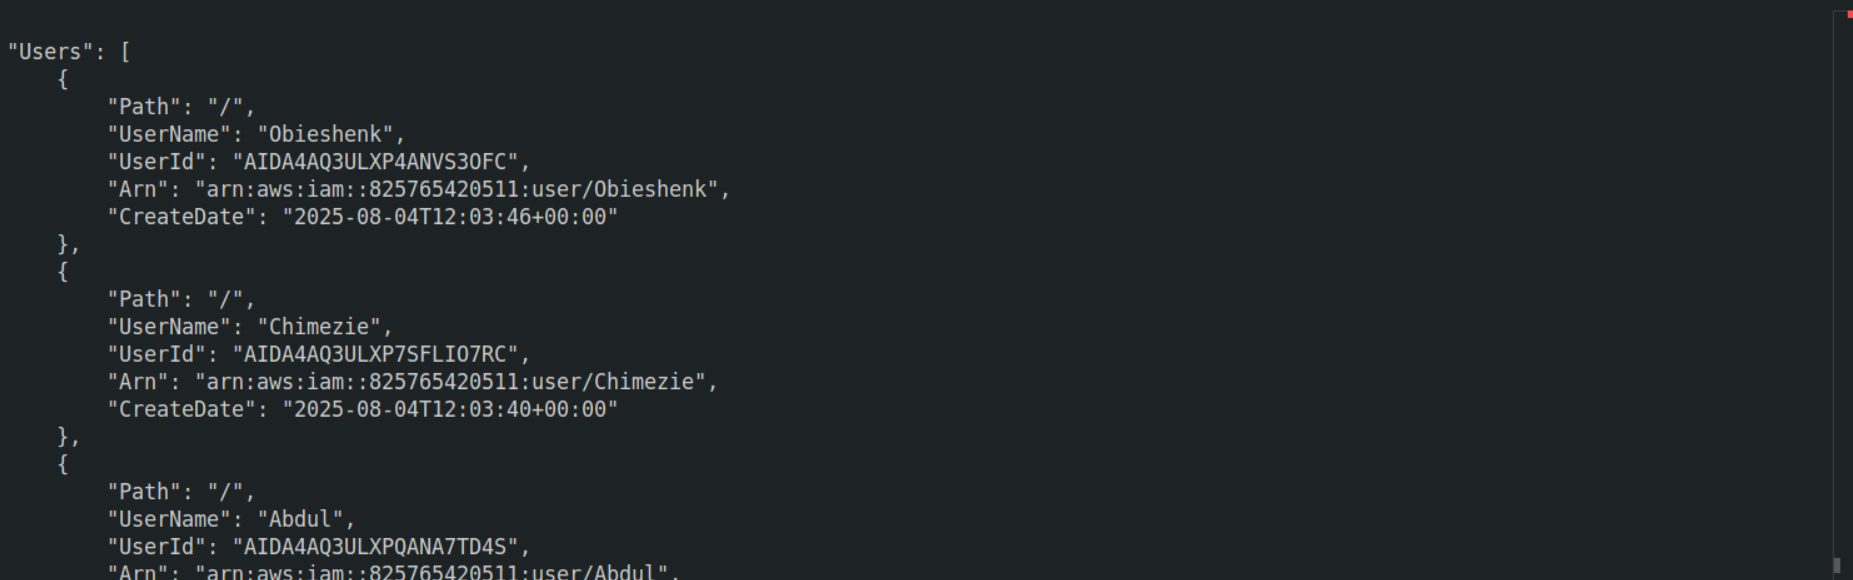 "Users": [
    {
        "Path": "/",
        "UserName": "Obieshenk",
        "UserId": "AIDA4AQ3ULXP4ANVS3OFC",
        "Arn": "arn:aws:iam::825765420511:user/Obieshenk",
        "CreateDate": "2025-08-04T12:03:46+00:00"
    },
    {
        "Path": "/",
        "UserName": "Chimezie",
        "UserId": "AIDA4AQ3ULXP7SFLIO7RC",
        "Arn": "arn:aws:iam::825765420511:user/Chimezie",
        "CreateDate": "2025-08-04T12:03:40+00:00"
    },
    {
        "Path": "/",
        "UserName": "Abdul",
        "UserId": "AIDA4AQ3ULXPQANA7TD4S",
        "Arn": "arn:aws:iam::825765420511:user/Abdul",